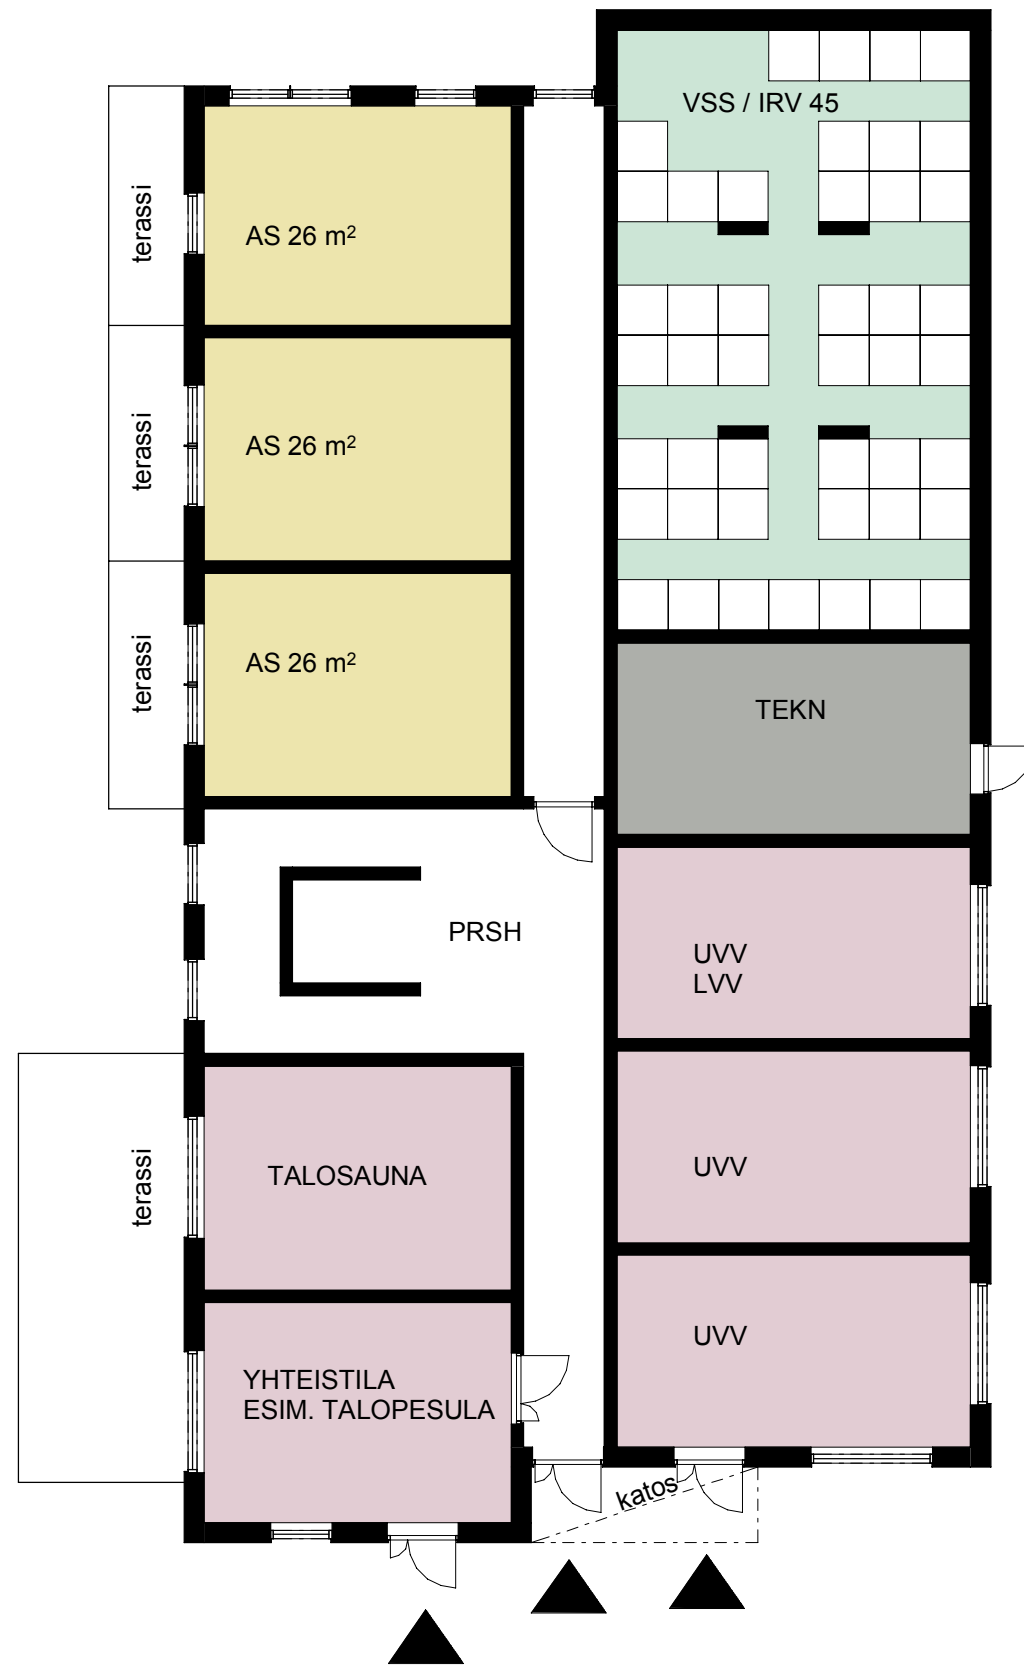 VSS / IRV 45
terassi
AS 26 m²
terassi
AS 26 m²
terassi
AS 26 m²
TEKN
PRSH
UVV
LVV
terassi
TALOSAUNA
UVV
YHTEISTILA
ESIM. TALOPESULA
UVV
katos